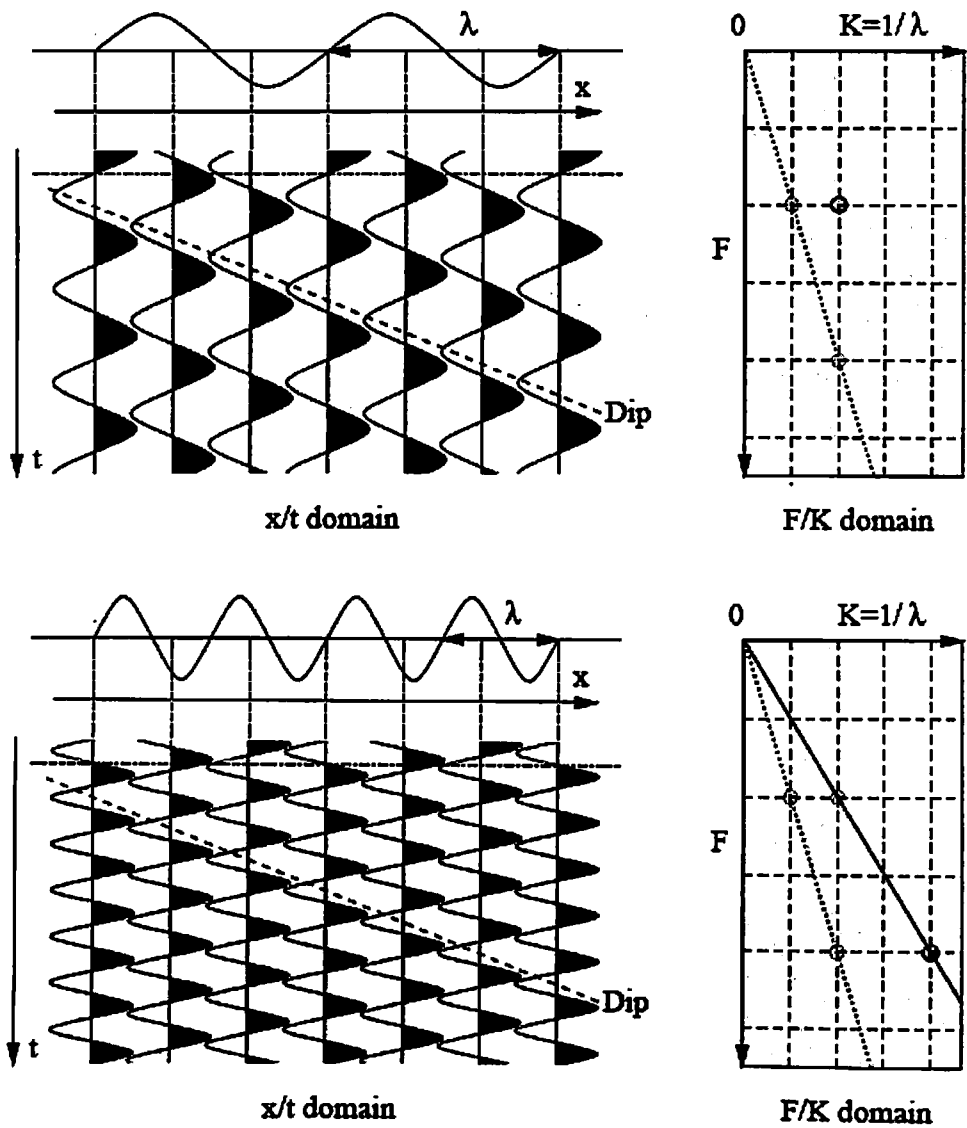 λ
x
t
Dip
x/t domain
0 K=1/λ
F
F/K domain
λ
x
t
Dip
x/t domain
0 K=1/λ
F
F/K domain